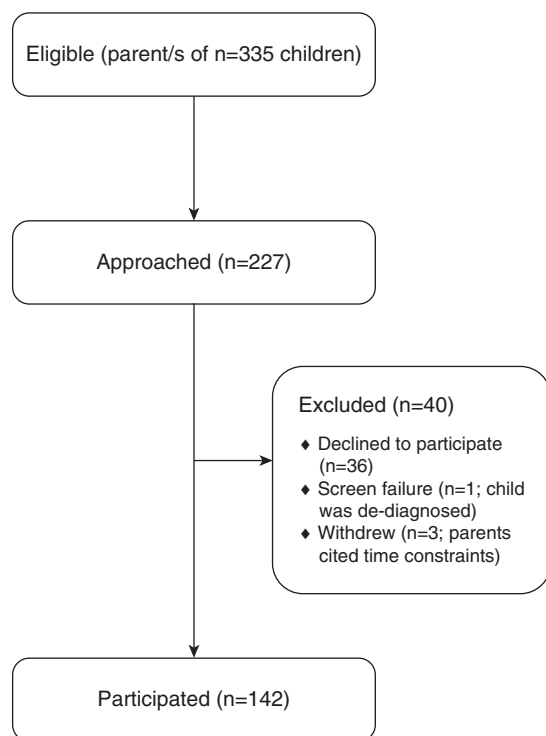 Eligible (parent/s of n=335 children)
Approached (n=227)
Excluded (n=40)
♦ Declined to participate
(n=36)
♦ Screen failure (n=1; child
was de-diagnosed)
♦ Withdrew (n=3; parents
cited time constraints)
Participated (n=142)